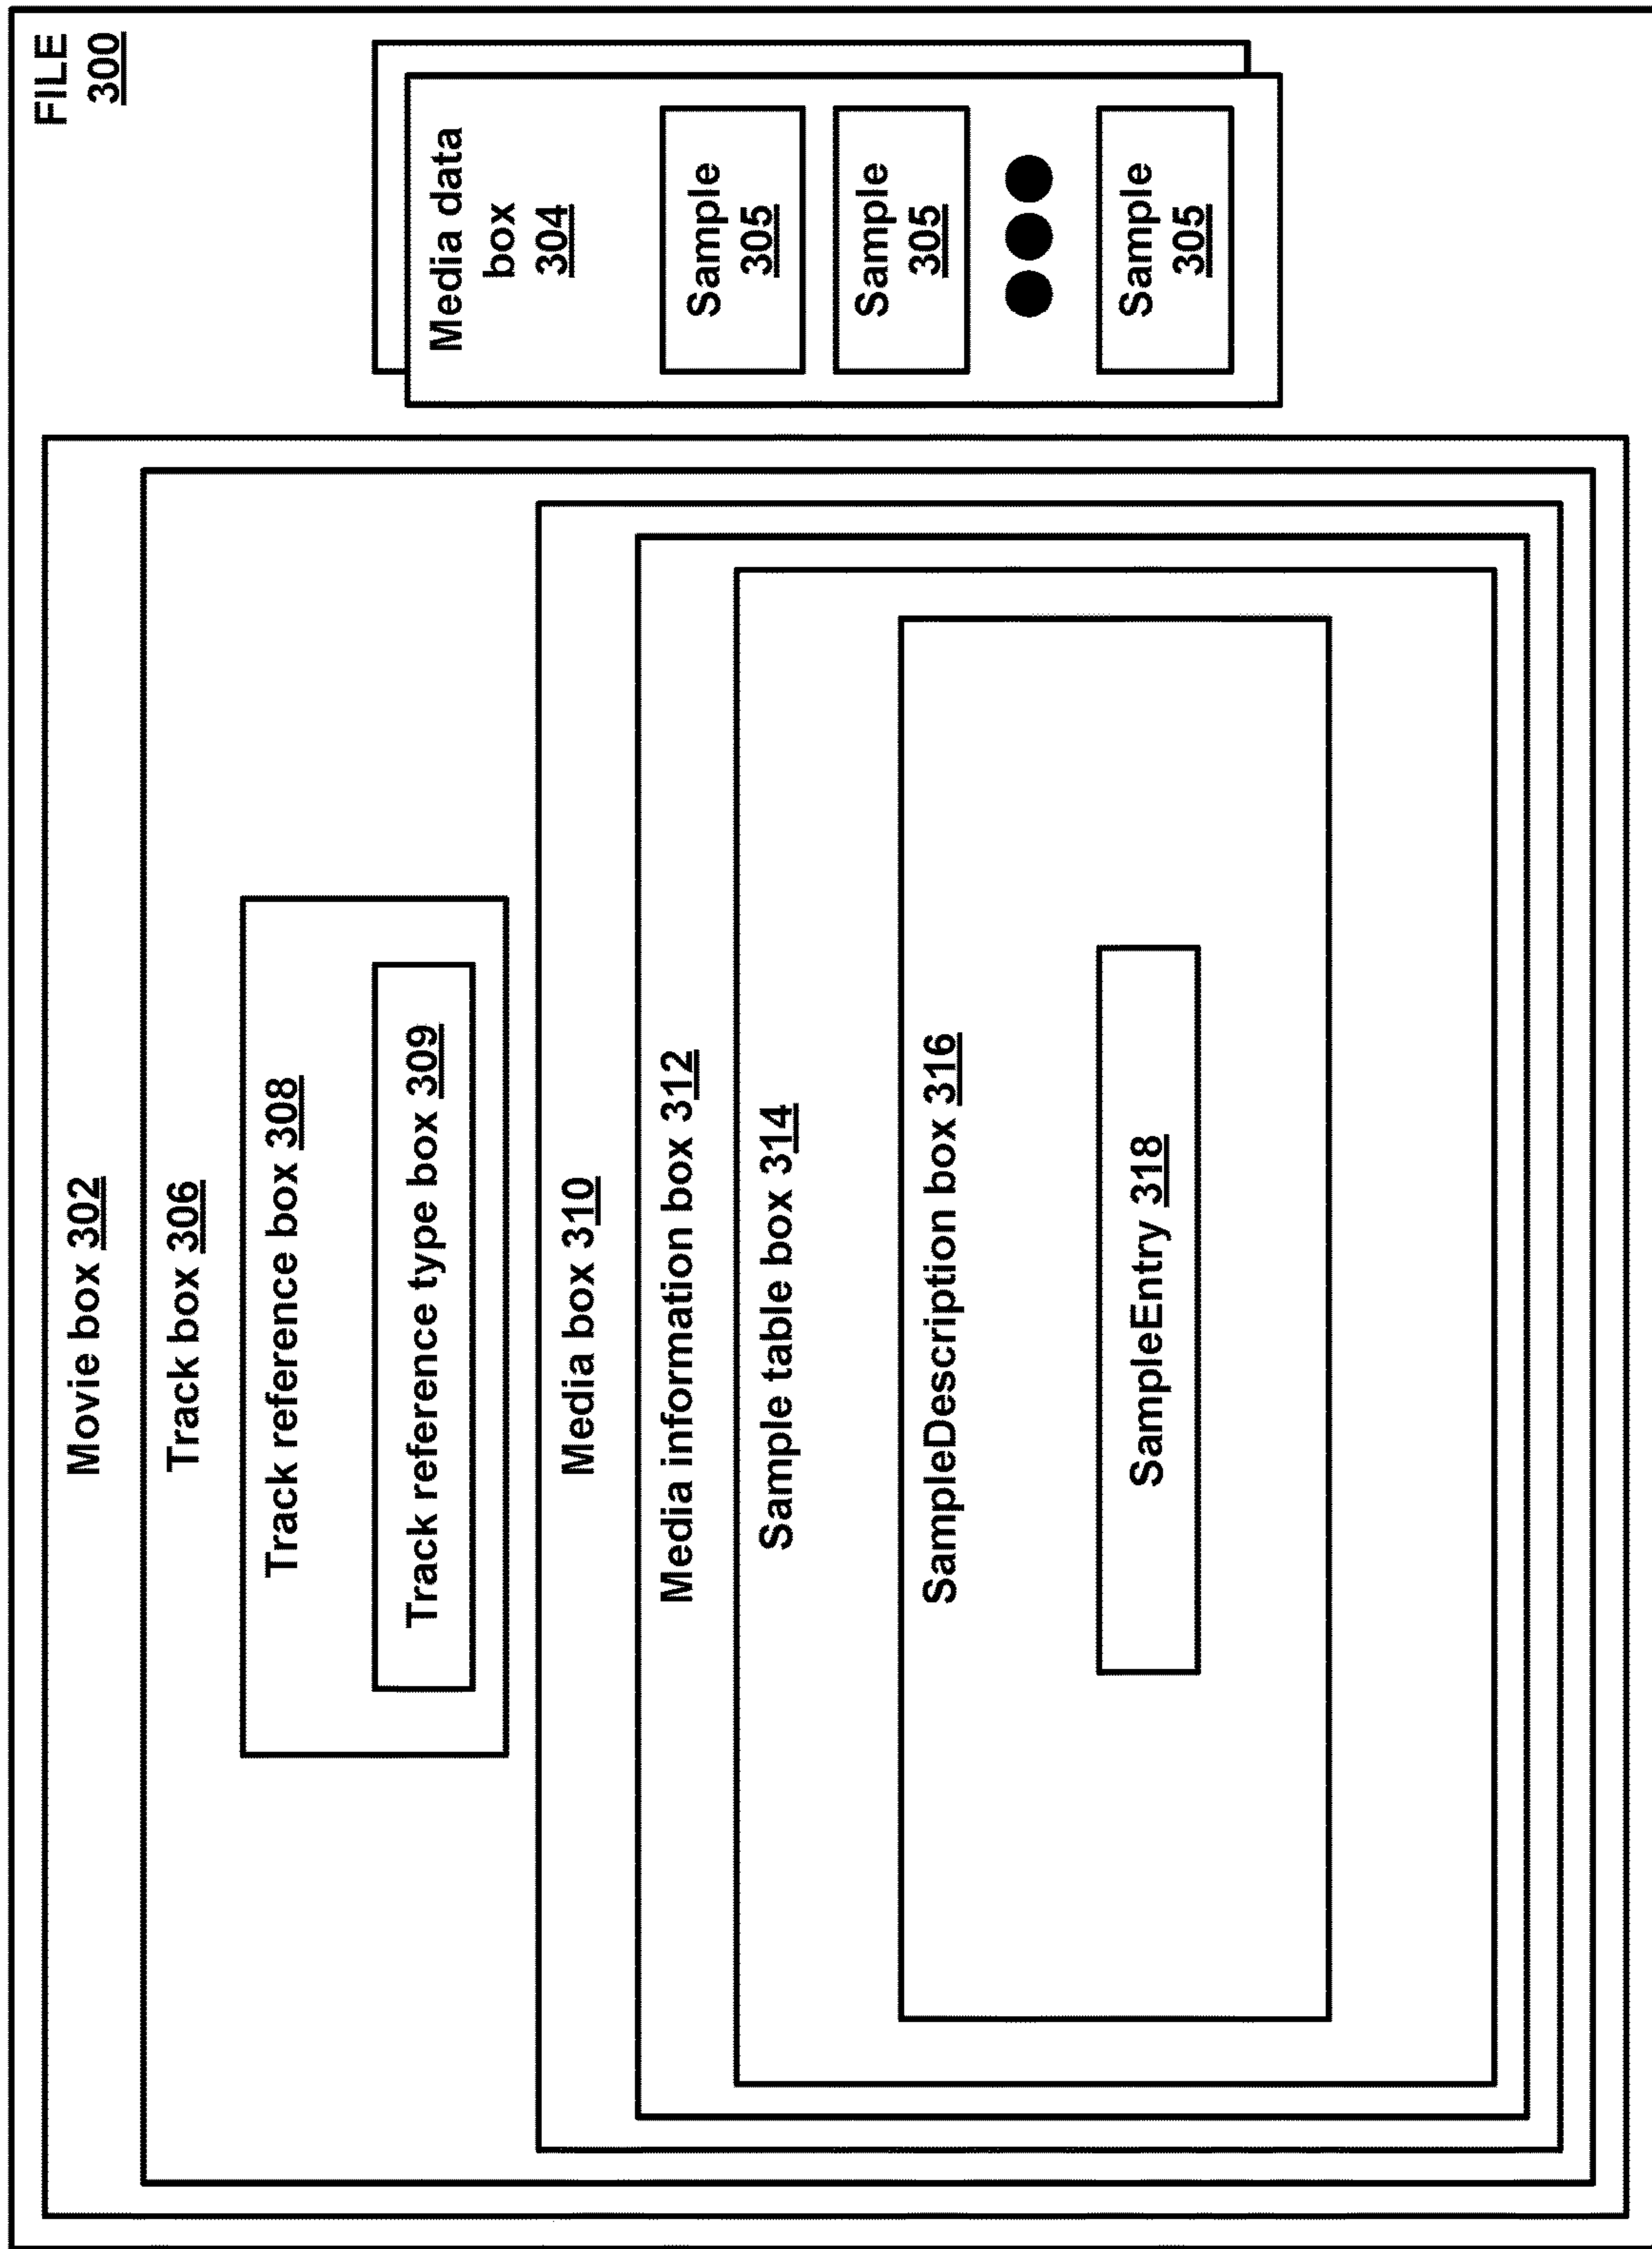 FILE
300
Movie box 302
Track box 306
Track reference box 308
Track reference type box 309
Media box 310
Media information box 312
Sample table box 314
SampleDescription box 316
SampleEntry 318
Media data
box
304
Sample
305
Sample
305
Sample
305